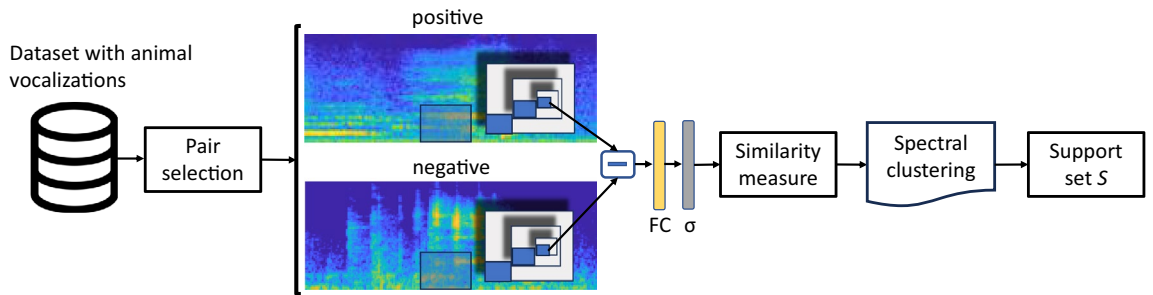 positive
Dataset with animal
vocalizations
Pair
selection
negative
FC
σ
Similarity
measure
Spectral
clustering
Support
set S